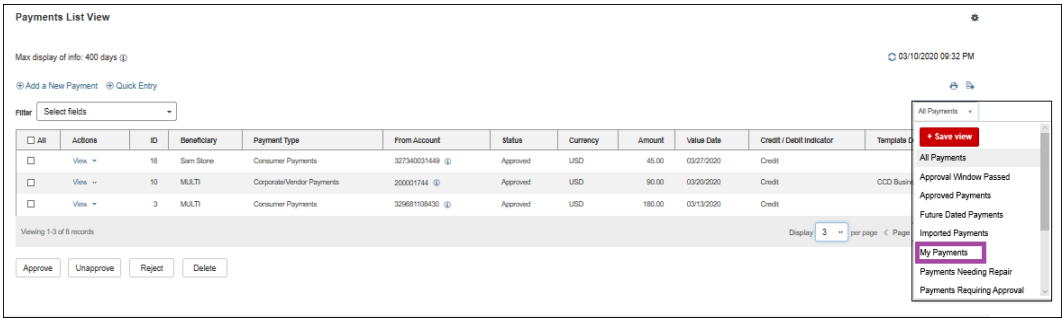 Payments List View
Max display of info: 400 days
03/10/2020 09:32 PM
Add a New Payment Quick Entry
Filter Select fields
All Payments
All Actions ID Beneficiary Payment Type From Account Status Currency Amount Value Date Credit / Debit Indicator Template D
+ Save view
View 16 Sam Stone Consumer Payments 327340031449 Approved USD 45.00 03/27/2020 Credit
All Payments
View 10 MULTI Corporate/Vendor Payments 200001744 Approved USD 90.00 03/20/2020 Credit CCD Busine
Approval Window Passed
View 3 MULTI Consumer Payments 329681108430 Approved USD 180.00 03/13/2020 Credit
Approved Payments
Future Dated Payments
Viewing 1-3 of 8 records Display 3 per page < Page
Imported Payments
My Payments
Approve Unapprove Reject Delete
Payments Needing Repair
Payments Requiring Approval